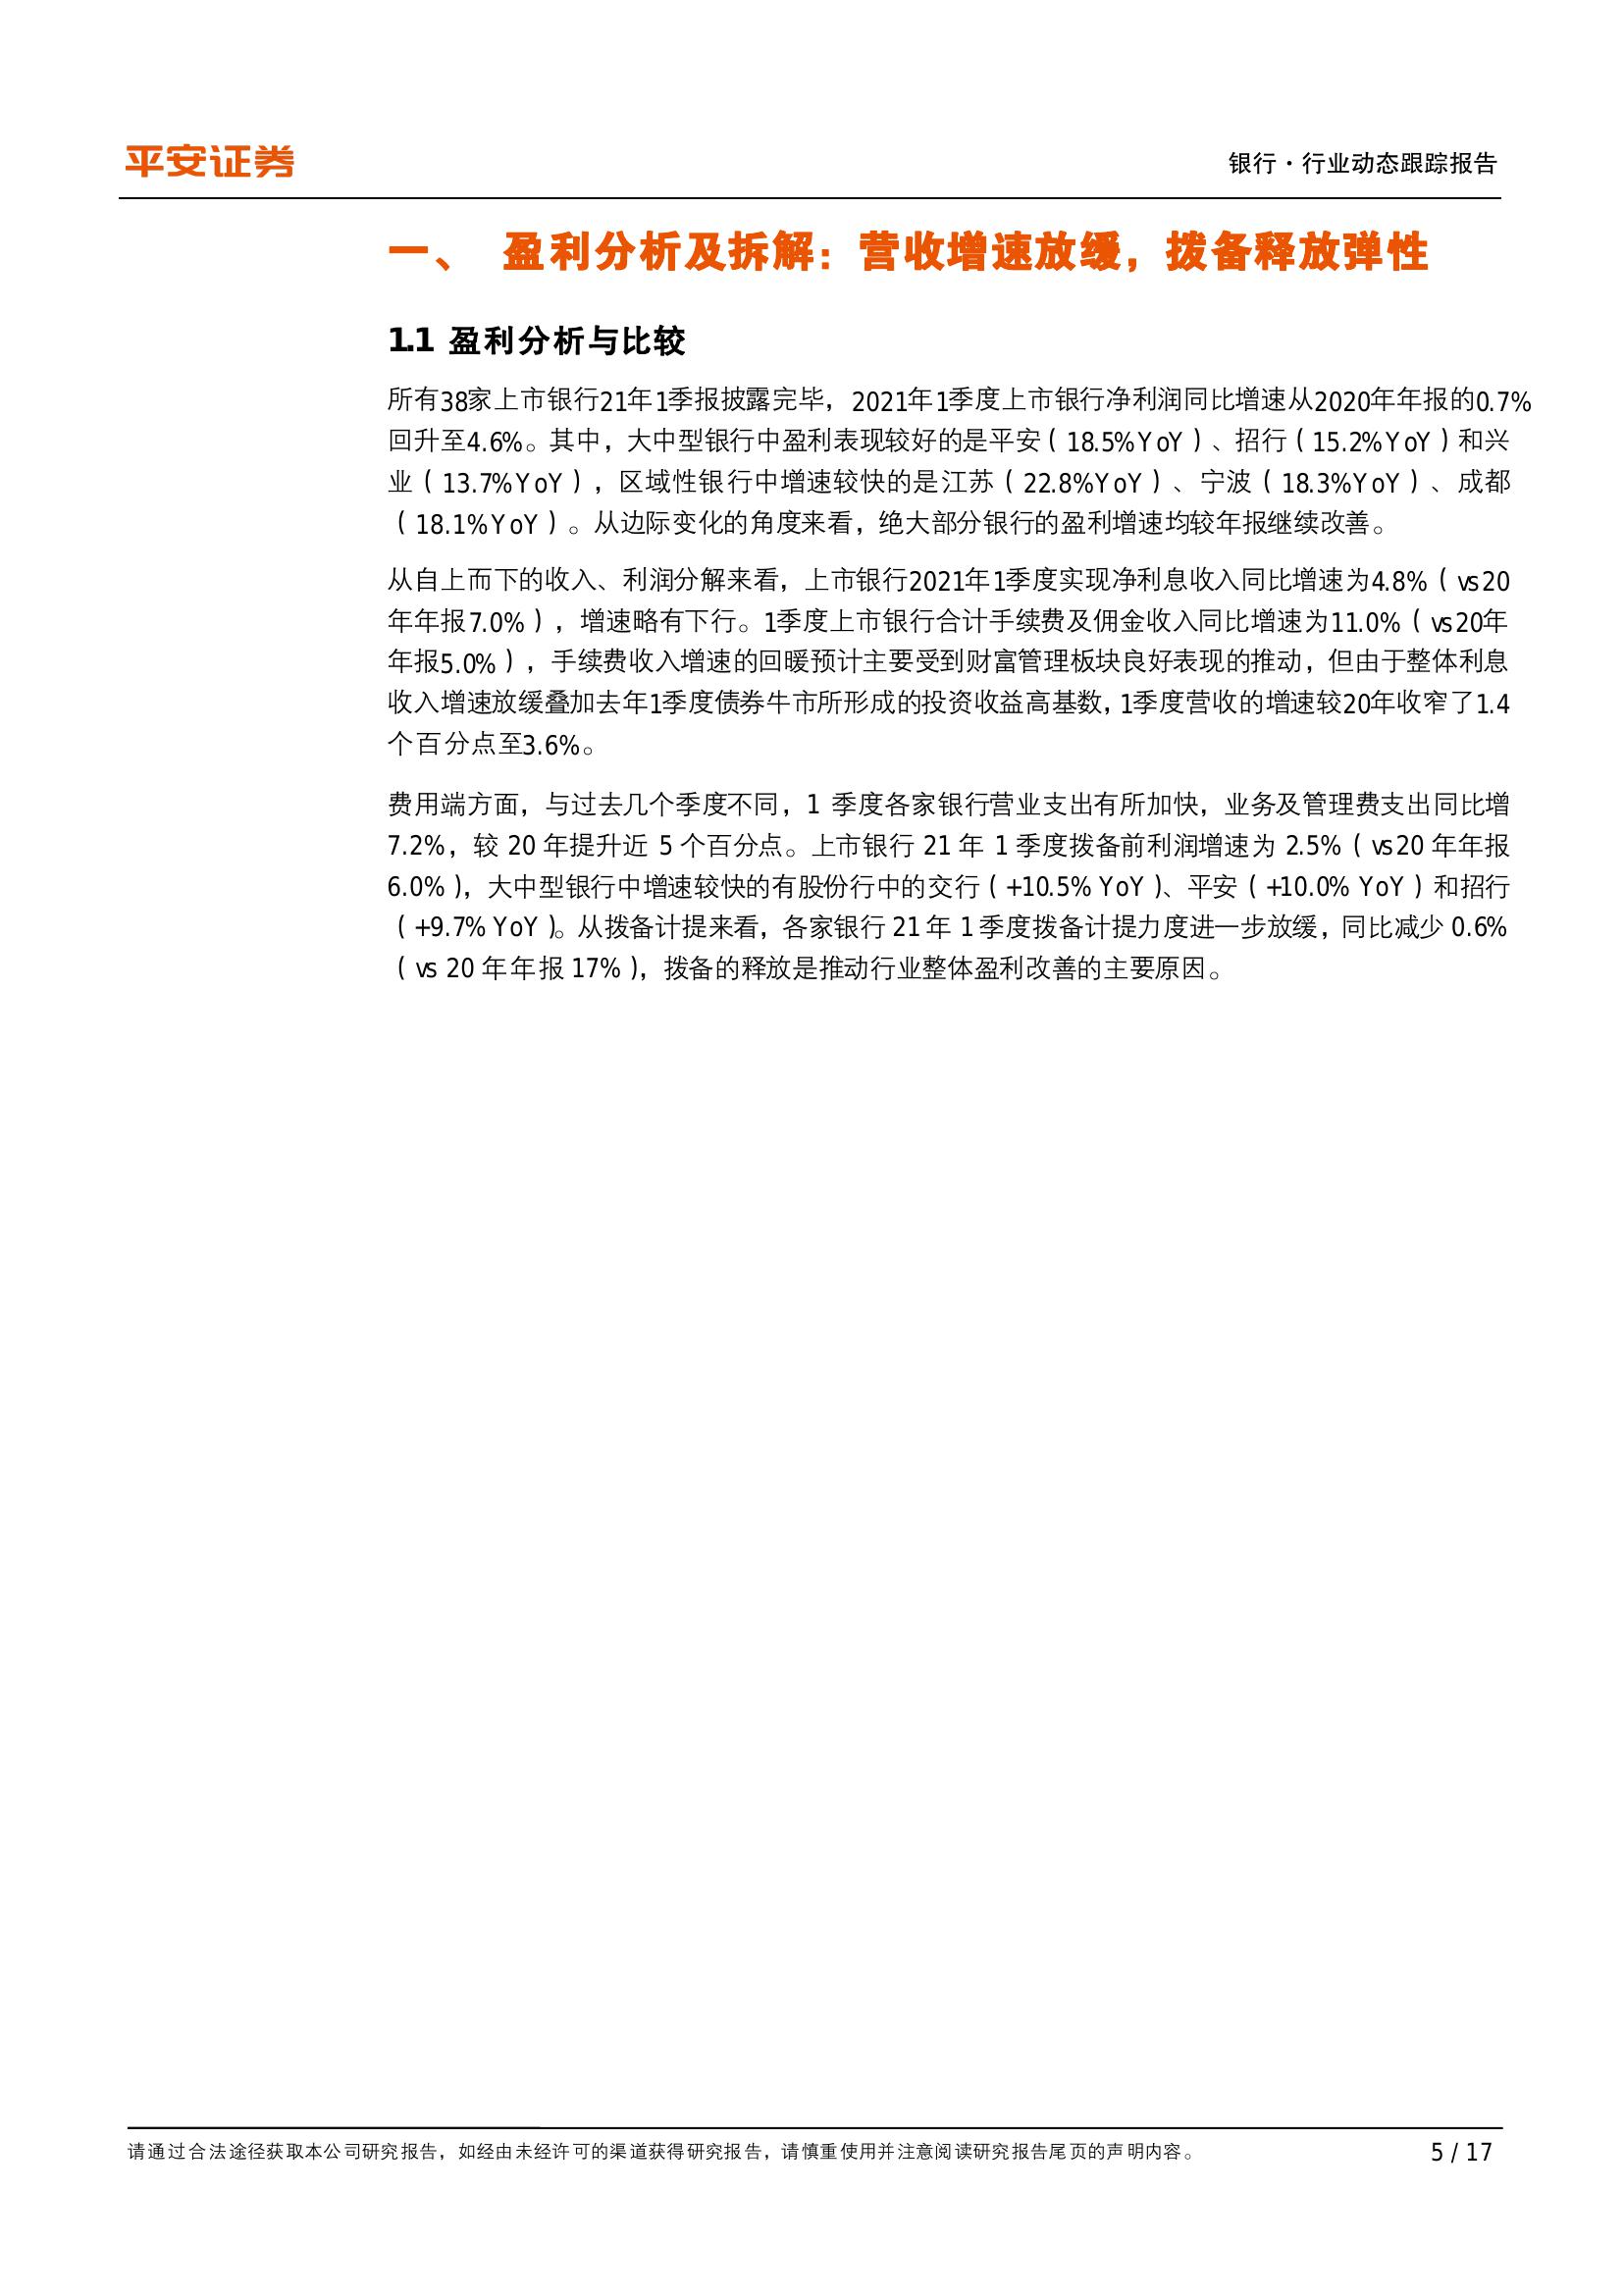 平安证券
银行·行业动态跟踪报告
一、 盈利分析及拆解：营收增速放缓，拨备释放弹性
1.1 盈利分析与比较
所有38家上市银行21年1季报披露完毕，2021年1季度上市银行净利润同比增速从2020年年报的0.7%
回升至4.6%。其中，大中型银行中盈利表现较好的是平安（18.5%YoY）、招行（15.2%YoY）和兴
业（13.7%YoY），区域性银行中增速较快的是江苏（22.8%YoY）、宁波（18.3%YoY）、成都
（18.1%YoY）。从边际变化的角度来看，绝大部分银行的盈利增速均较年报继续改善。
从自上而下的收入、利润分解来看，上市银行2021年1季度实现净利息收入同比增速为4.8%（vs20
年年报7.0%），增速略有下行。1季度上市银行合计手续费及佣金收入同比增速为11.0%（vs20年
年报5.0%），手续费收入增速的回暖预计主要受到财富管理板块良好表现的推动，但由于整体利息
收入增速放缓叠加去年1季度债券牛市所形成的投资收益高基数，1季度营收的增速较20年收窄了1.4
个百分点至3.6%。
费用端方面，与过去几个季度不同，1 季度各家银行营业支出有所加快，业务及管理费支出同比增
7.2%，较 20 年提升近 5 个百分点。上市银行 21 年 1 季度拨备前利润增速为 2.5%（vs20 年年报
6.0%），大中型银行中增速较快的有股份行中的交行（+10.5% YoY）、平安（+10.0% YoY）和招行
（+9.7% YoY）。从拨备计提来看，各家银行 21 年 1 季度拨备计提力度进一步放缓，同比减少 0.6%
（vs 20 年年报 17%），拨备的释放是推动行业整体盈利改善的主要原因。
请通过合法途径获取本公司研究报告，如经由未经许可的渠道获得研究报告，请慎重使用并注意阅读研究报告尾页的声明内容。
5 / 17